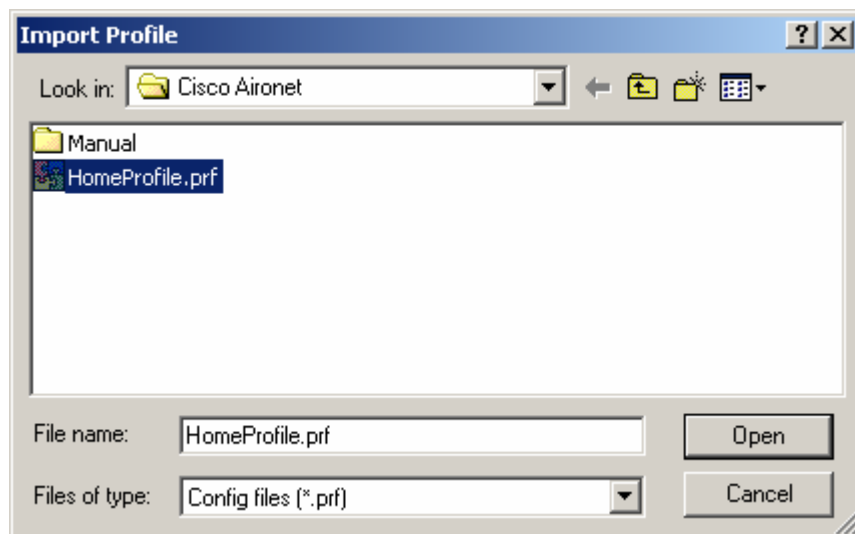 Import Profile
Look in: Cisco Aironet
Manual
HomeProfile.prf
File name: HomeProfile.prf Open
Files of type: Config files (*.prf) Cancel